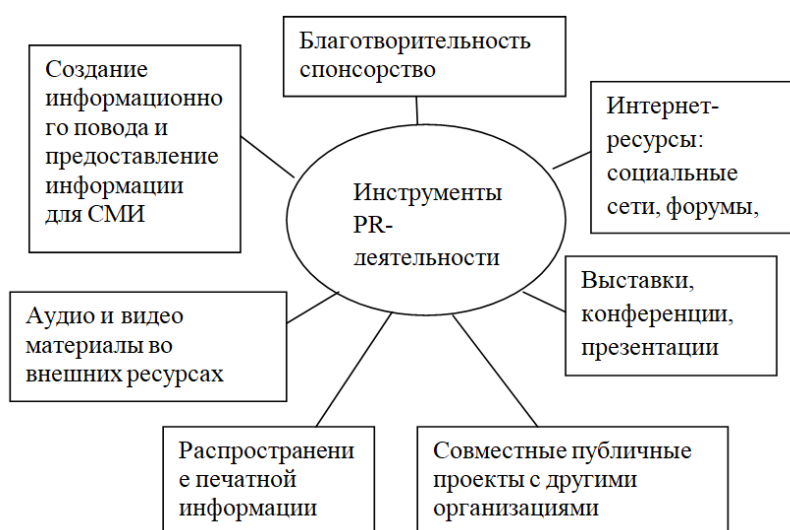 Благотворительность
спонсорство
Создание
информационно
го повода и
предоставление
информации
для СМИ
Интернет-
ресурсы:
социальные
сети, форумы,
Инструменты
PR-
деятельности
Выставки,
конференции,
презентации
Аудио и видео
материалы во
внешних ресурсах
Распространени
е печатной
информации
Совместные публичные
проекты с другими
организациями